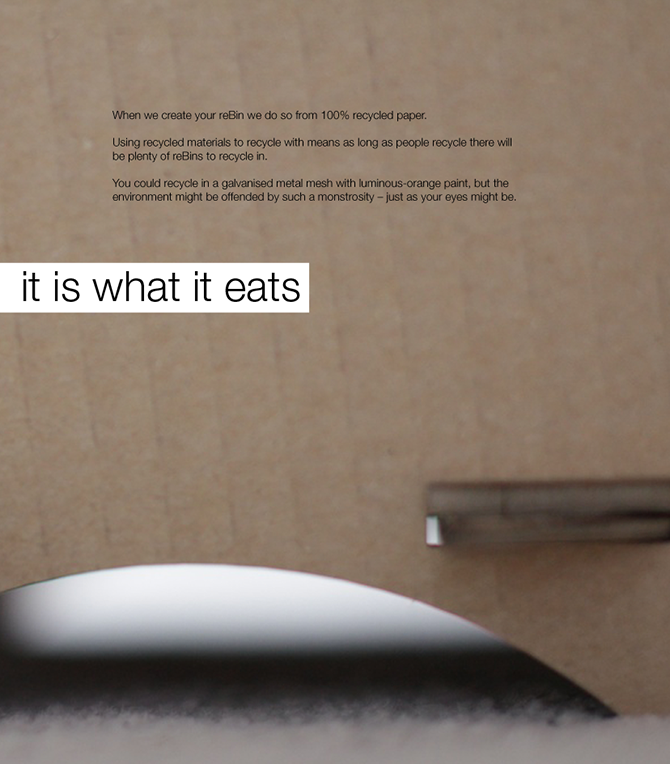 When we create your reBin we do so from 100% recycled paper.
Using recycled materials to recycle with means as long as people recycle there will
be plenty of reBins to recycle in.
You could recycle in a galvanised metal mesh with luminous-orange paint, but the
environment might be offended by such a monstrosity – just as your eyes might be.
it is what it eats